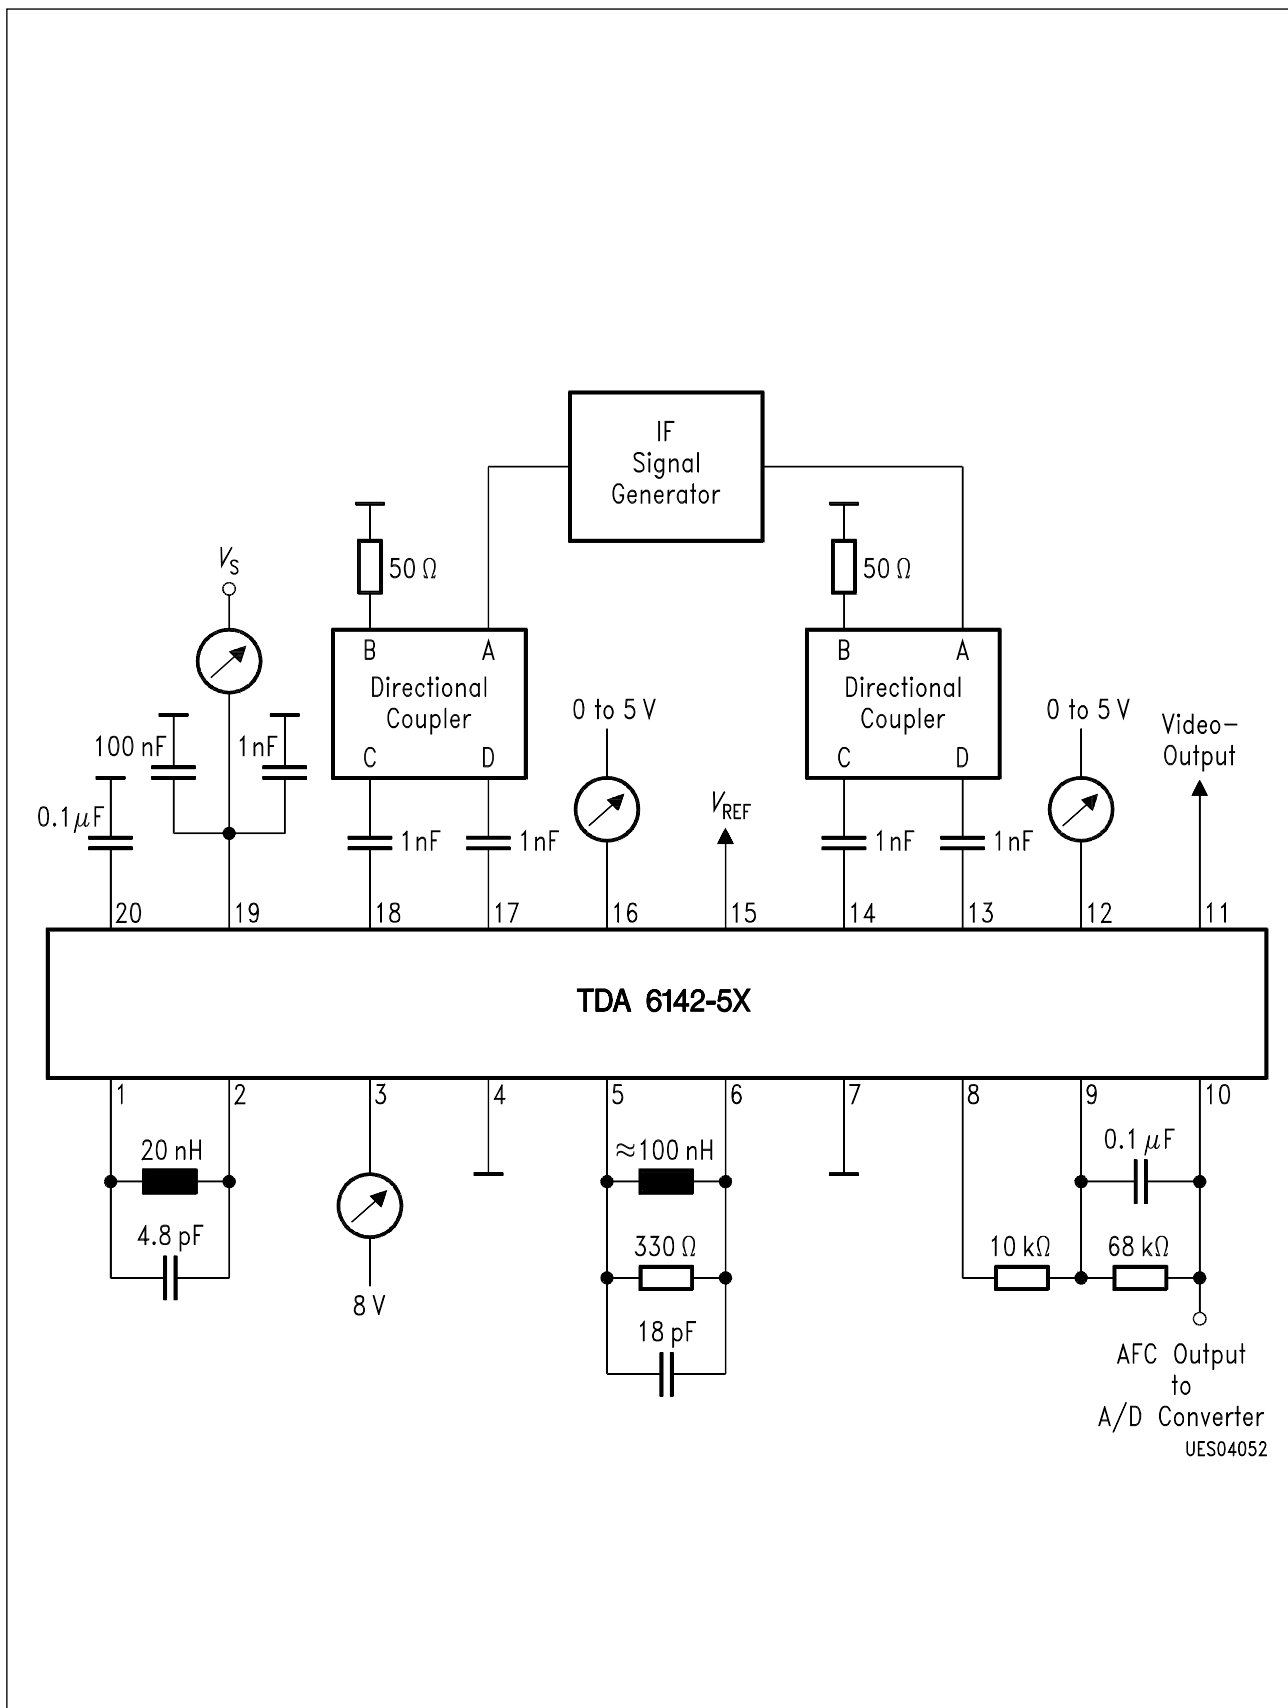 IF
Signal
Generator
50 Ω
50 Ω
VS
B A
Directional
Coupler
C D
B A
Directional
Coupler
C D
0 to 5 V
0 to 5 V
Video-
Output
100 nF
1 nF
0.1 µF
VREF
1 nF
1 nF
1 nF
1 nF
20 19 18 17 16 15 14 13 12 11
TDA 6142-5X
1 2 3 4 5 6 7 8 9 10
20 nH
≈100 nH
0.1 µF
4.8 pF
330 Ω
10 kΩ
68 kΩ
8 V
18 pF
AFC Output
to
A/D Converter
UES04052